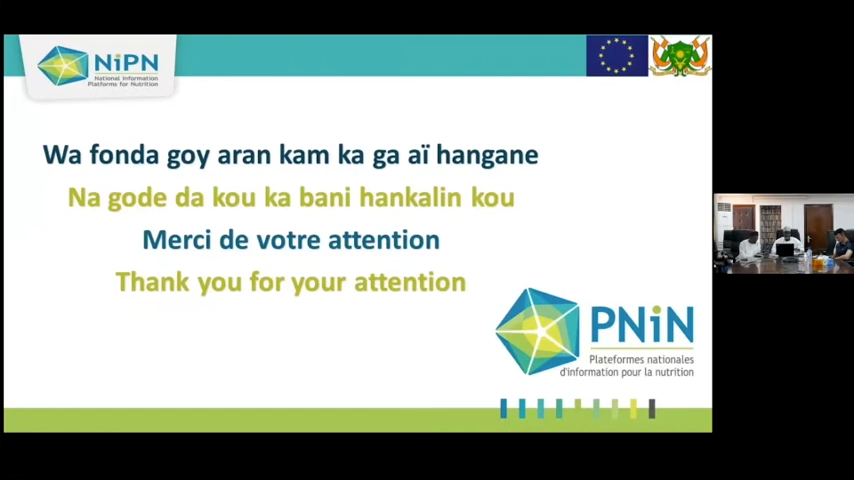 NiPN
National Information
Platforms for Nutrition
Wa fonda goy aran kam ka ga aï hangane
Na gode da kou ka bani hankalin kou
Merci de votre attention
Thank you for your attention
PNiN
Plateformes nationales
d'information pour la nutrition